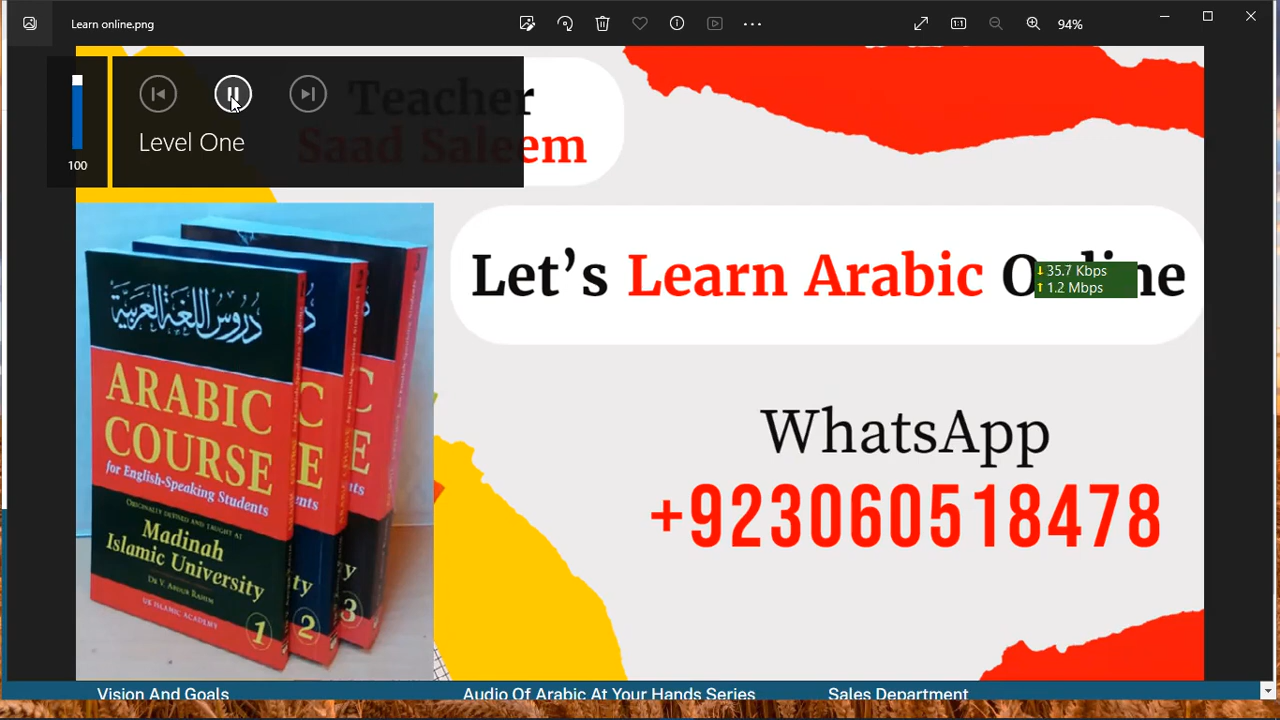 Learn online.png
94%
Teacher
Saad Saleem
Level One
100
Let's Learn Arabic Online
35.7 Kbps
1.2 Mbps
دروس اللغة العربية
ARABIC
COURSE
for English-Speaking Students
ORIGINALLY DEVISED AND TAUGHT AT
Madinah
Islamic University
DR V. ABDUR RAHIM
UK ISLAMIC ACADEMY
1
2
3
WhatsApp
+923060518478
Vision And Goals
Audio Of Arabic At Your Hands Series
Sales Department